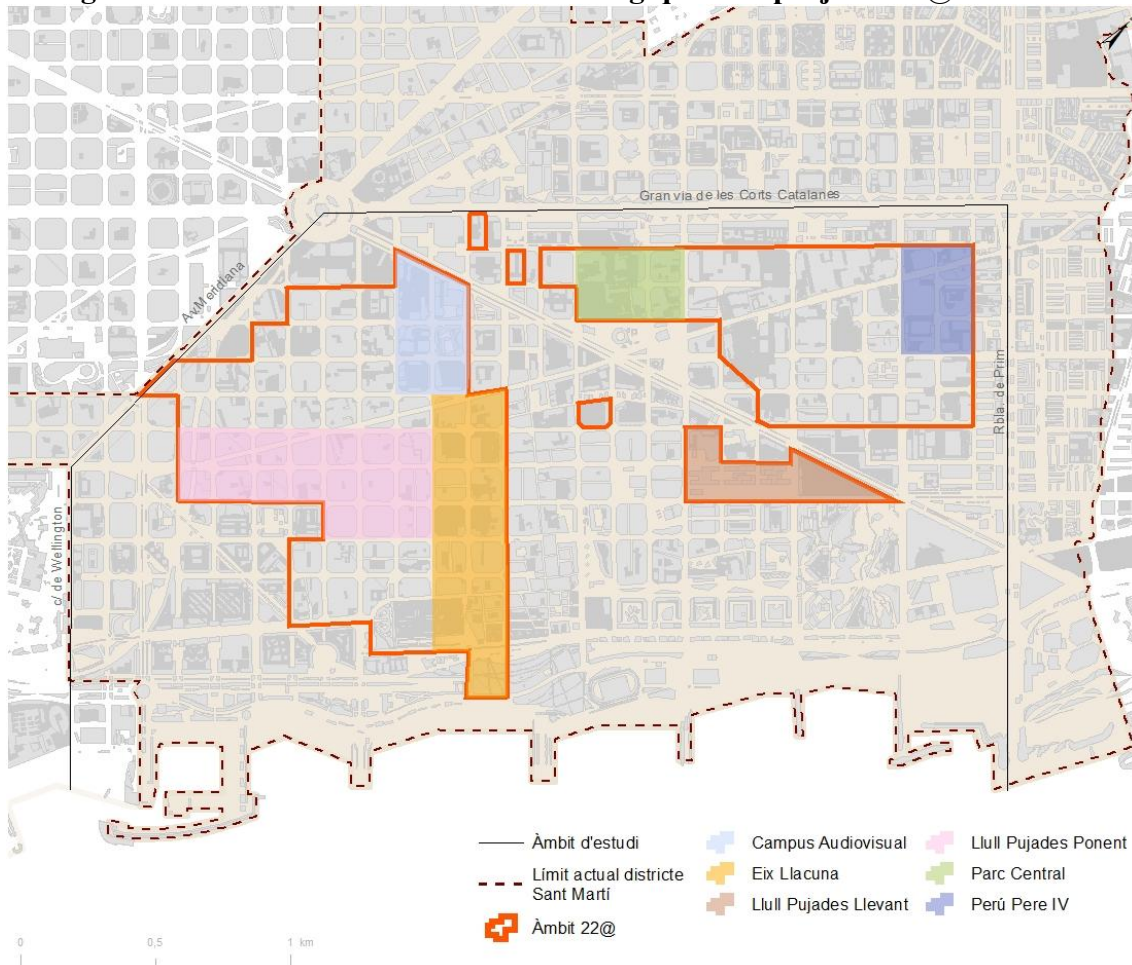 Gran via de les Corts Catalanes
Av Meridiana
Rbla. de Prim
c/ de Wellington
Àmbit d'estudi
Límit actual districte
Sant Martí
Àmbit 22@
Campus Audiovisual
Eix Llacuna
Llull Pujades Llevant
Llull Pujades Ponent
Parc Central
Perú Pere IV
0 0,5 1 km